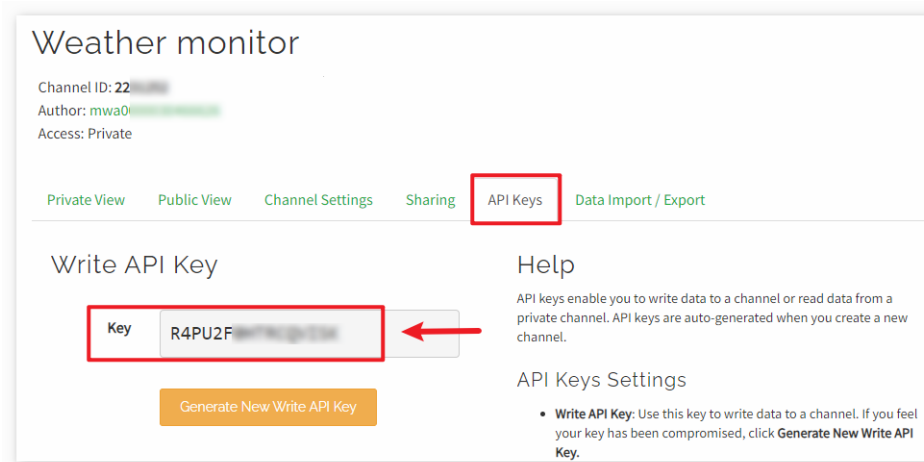 Weather monitor
Channel ID: 22
Author: mwa0
Access: Private
Private View Public View Channel Settings Sharing API Keys Data Import / Export
Write API Key
Key R4PU2F
Generate New Write API Key
Help
API keys enable you to write data to a channel or read data from a
private channel. API keys are auto-generated when you create a new
channel.
API Keys Settings
• Write API Key: Use this key to write data to a channel. If you feel
your key has been compromised, click Generate New Write API
Key.